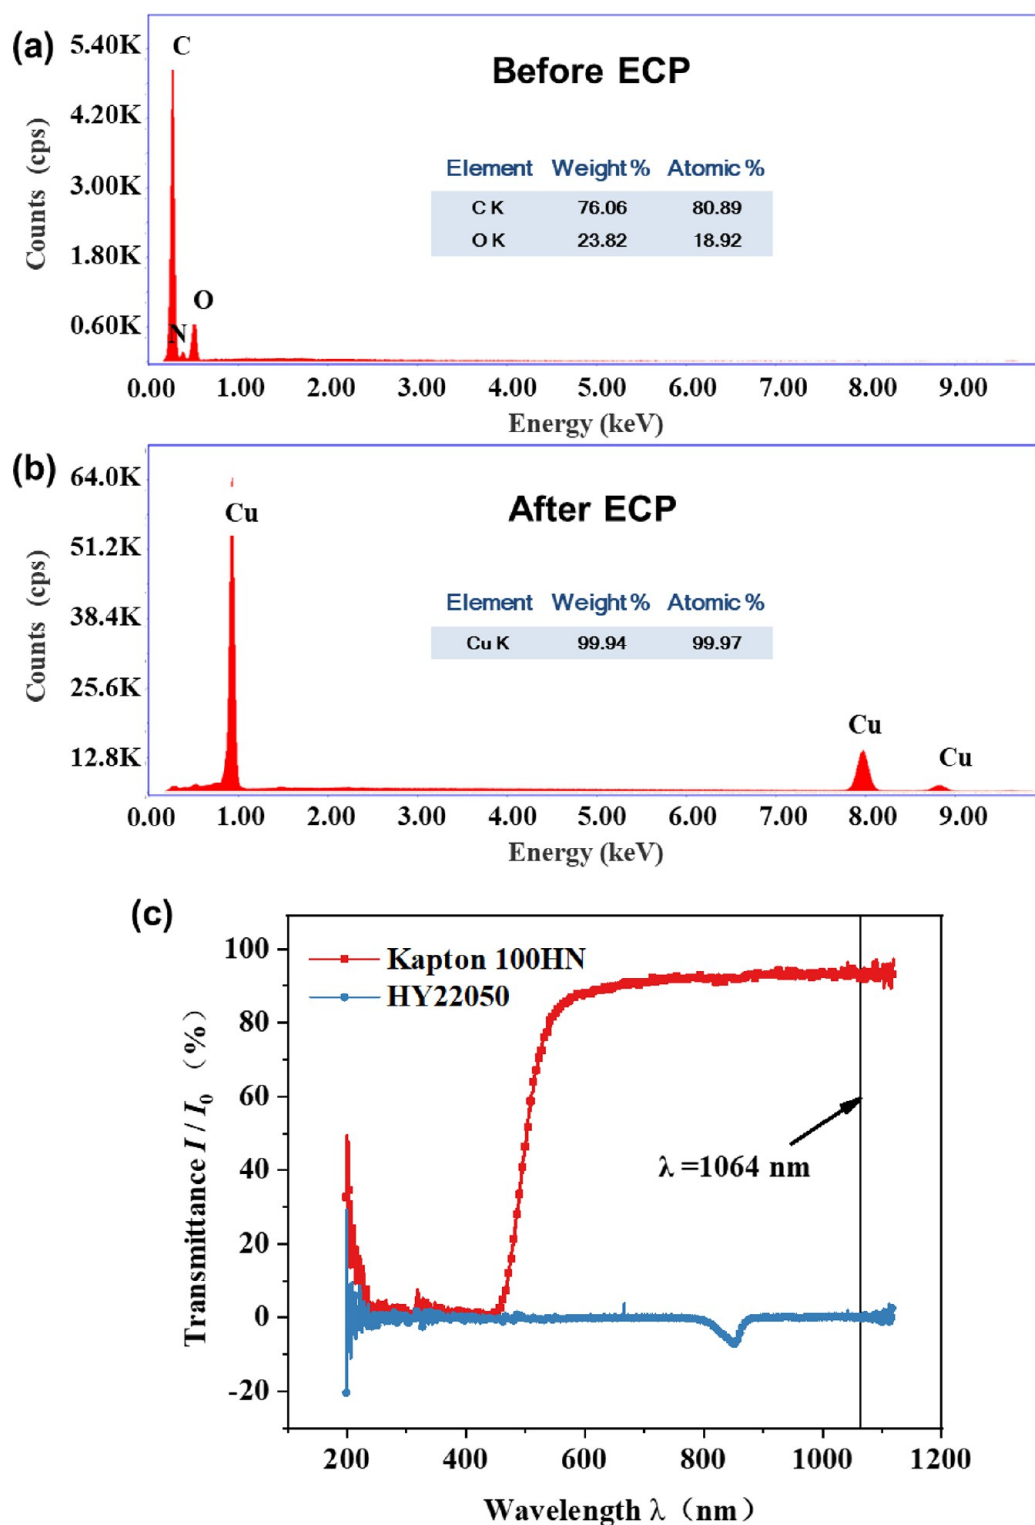 (a)
5.40K
4.20K
3.00K
1.80K
0.60K
Counts (cps)
C
N
O
Before ECP
Element Weight % Atomic %
C K 76.06 80.89
O K 23.82 18.92
0.00 1.00 2.00 3.00 4.00 5.00 6.00 7.00 8.00 9.00
Energy (keV)
(b)
64.0K
51.2K
38.4K
25.6K
12.8K
Counts (cps)
Cu
After ECP
Element Weight % Atomic %
Cu K 99.94 99.97
Cu
Cu
0.00 1.00 2.00 3.00 4.00 5.00 6.00 7.00 8.00 9.00
Energy (keV)
(c)
100
80
60
40
20
0
-20
Transmittance I / I0 （%）
Kapton 100HN
HY22050
λ =1064 nm
200 400 600 800 1000 1200
Wavelength λ（nm）